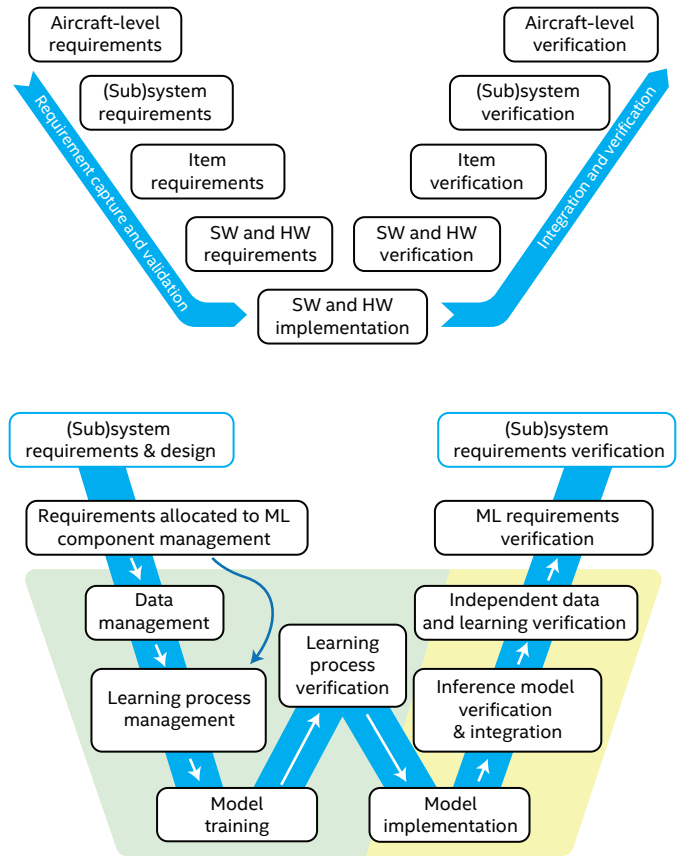 Aircraft-level
requirements
(Sub)system
requirements
Item
requirements
SW and HW
requirements
Requirement capture and validation
SW and HW
implementation
Aircraft-level
verification
(Sub)system
verification
Item
verification
SW and HW
verification
Integration and verification
(Sub)system
requirements & design
Requirements allocated to ML
component management
Data
management
Learning process
management
Model
training
Learning
process
verification
Model
implementation
Inference model
verification
& integration
Independent data
and learning verification
ML requirements
verification
(Sub)system
requirements verification